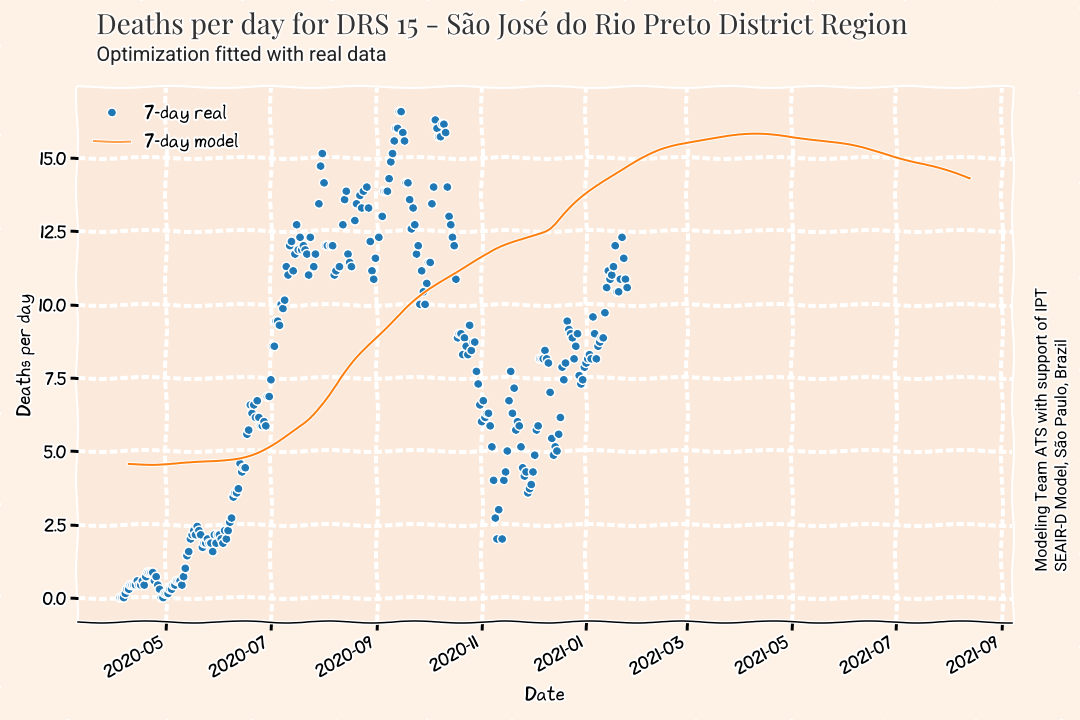 Deaths per day for DRS 15 - São José do Rio Preto District Region
Optimization fitted with real data
7-day real
7-day model
Deaths per day
15.0
12.5
10.0
7.5
5.0
2.5
0.0
2020-05
2020-07
2020-09
2020-11
2021-01
2021-03
2021-05
2021-07
2021-09
Date
Modeling Team ATS with support of IPT
SEAIR-D Model, São Paulo, Brazil